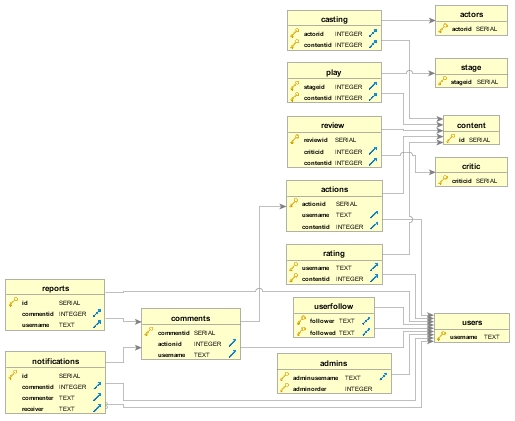 casting
actorid INTEGER
contentid INTEGER
actors
actorid SERIAL
play
stageid INTEGER
contentid INTEGER
stage
stageid SERIAL
review
reviewid SERIAL
criticid INTEGER
contentid INTEGER
content
id SERIAL
critic
criticid SERIAL
actions
actionid SERIAL
username TEXT
contentid INTEGER
rating
username TEXT
contentid INTEGER
reports
id SERIAL
commentid INTEGER
username TEXT
comments
commentid SERIAL
actionid INTEGER
username TEXT
userfollow
follower TEXT
followed TEXT
users
username TEXT
notifications
id SERIAL
commentid INTEGER
commenter TEXT
receiver TEXT
admins
adminusername TEXT
adminorder INTEGER